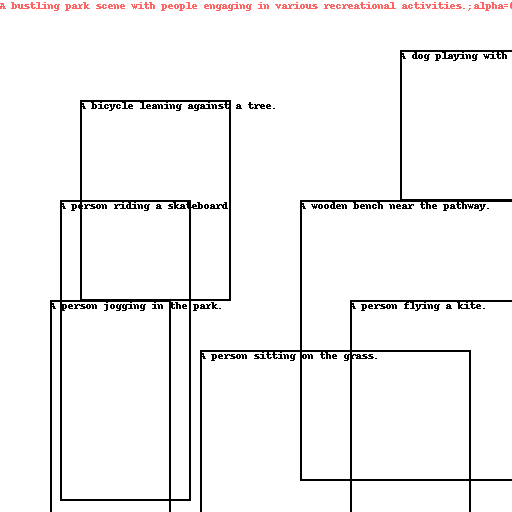 A bustling park scene with people engaging in various recreational activities.;alpha=
A dog playing with
A bicycle leaning against a tree.
A person riding a skateboard
A wooden bench near the pathway.
A person jogging in the park.
A person flying a kite.
A person sitting on the grass.